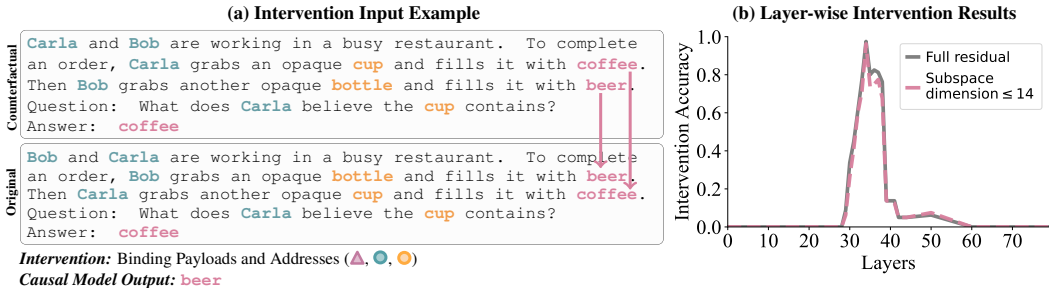 (a) Intervention Input Example
Counterfactual
Carla and Bob are working in a busy restaurant. To complete
an order, Carla grabs an opaque cup and fills it with coffee.
Then Bob grabs another opaque bottle and fills it with beer.
Question: What does Carla believe the cup contains?
Answer: coffee
Original
Bob and Carla are working in a busy restaurant. To complete
an order, Bob grabs an opaque bottle and fills it with beer.
Then Carla grabs another opaque cup and fills it with coffee.
Question: What does Carla believe the cup contains?
Answer: coffee
Intervention: Binding Payloads and Addresses (▲, ●, ●)
Causal Model Output: beer
(b) Layer-wise Intervention Results
Intervention Accuracy
1.0
0.8
0.6
0.4
0.2
0.0
Full residual
Subspace
dimension ≤ 14
0 10 20 30 40 50 60 70
Layers